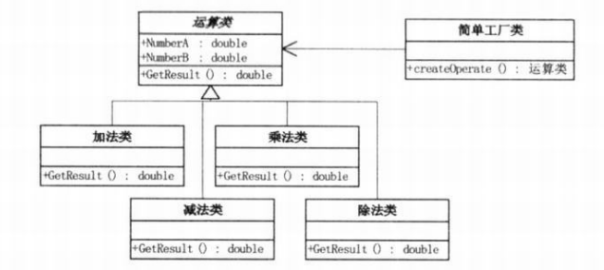 运算类
+NumberA : double
+NumberB : double
+GetResult () : double
简单工厂类
+createOperate () : 运算类
加法类
+GetResult () : double
乘法类
+GetResult () : double
减法类
+GetResult () : double
除法类
+GetResult () : double